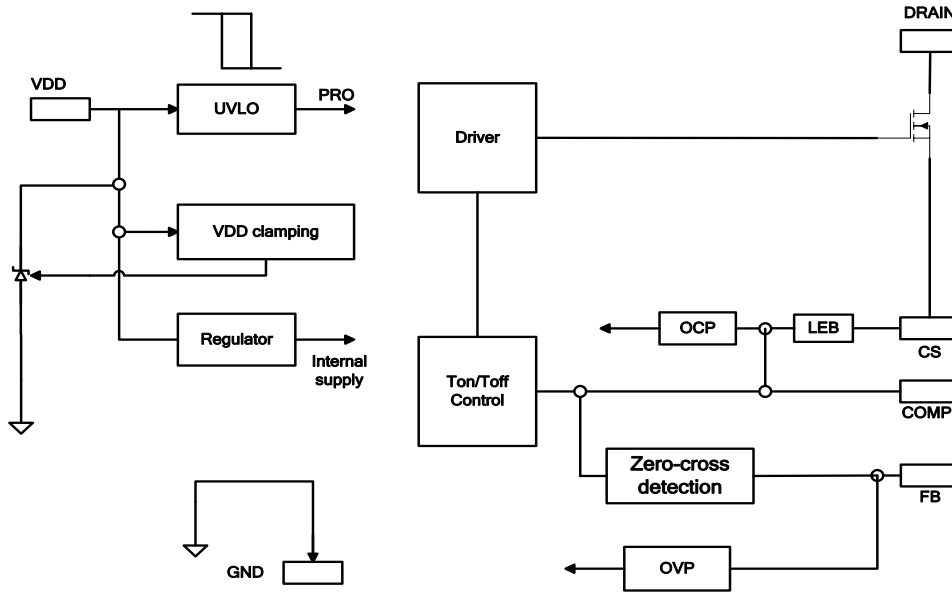 DRAIN
VDD
UVLO
PRO
Driver
VDD clamping
Regulator
Internal
supply
OCP
LEB
CS
Ton/Toff
Control
COMP
Zero-cross
detection
FB
OVP
GND